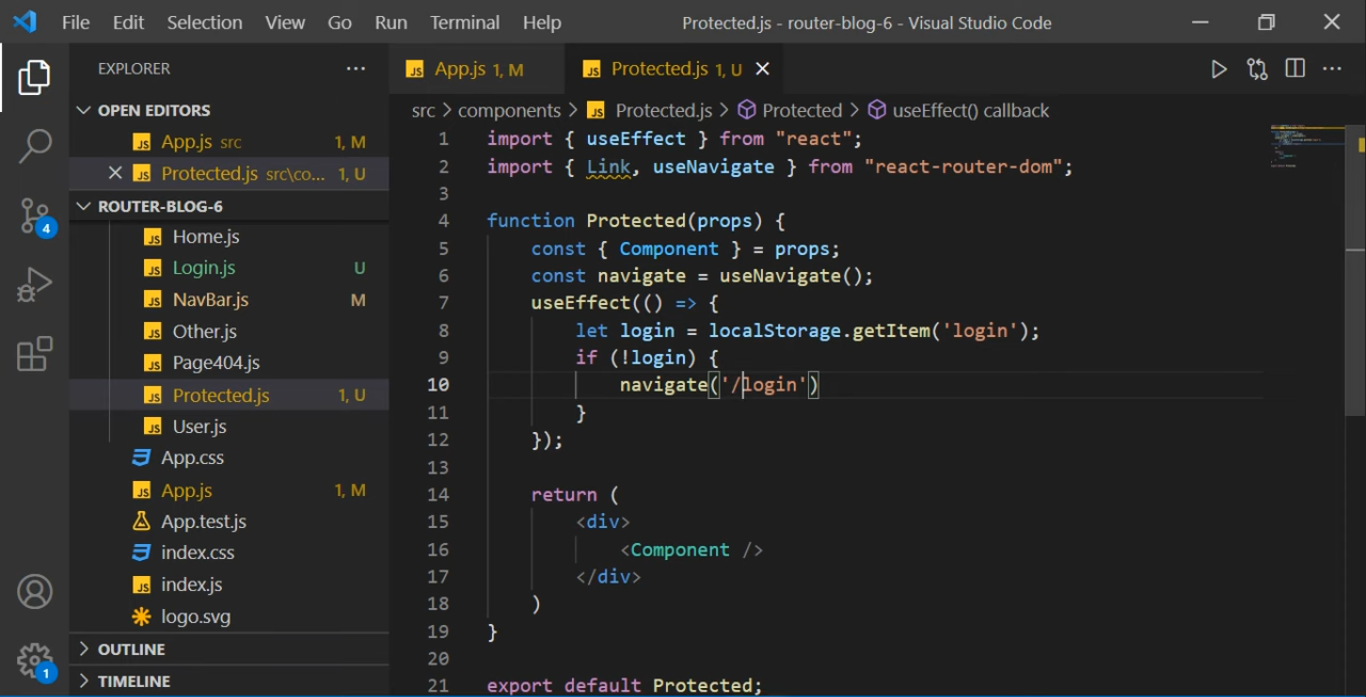 File Edit Selection View Go Run Terminal Help Protected.js - router-blog-6 - Visual Studio Code
EXPLORER
OPEN EDITORS
App.js src 1, M
Protected.js src\co... 1, U
ROUTER-BLOG-6
Home.js
Login.js U
NavBar.js M
Other.js
Page404.js
Protected.js 1, U
User.js
App.css
App.js 1, M
App.test.js
index.css
index.js
logo.svg
OUTLINE
TIMELINE
4
1
App.js 1, M Protected.js 1, U
src > components > Protected.js > Protected > useEffect() callback
1 import { useEffect } from "react";
2 import { Link, useNavigate } from "react-router-dom";
3
4 function Protected(props) {
5 const { Component } = props;
6 const navigate = useNavigate();
7 useEffect(() => {
8 let login = localStorage.getItem('login');
9 if (!login) {
10 navigate('/login')
11 }
12 });
13
14 return (
15 <div>
16 <Component />
17 </div>
18 )
19 }
20
21 export default Protected;